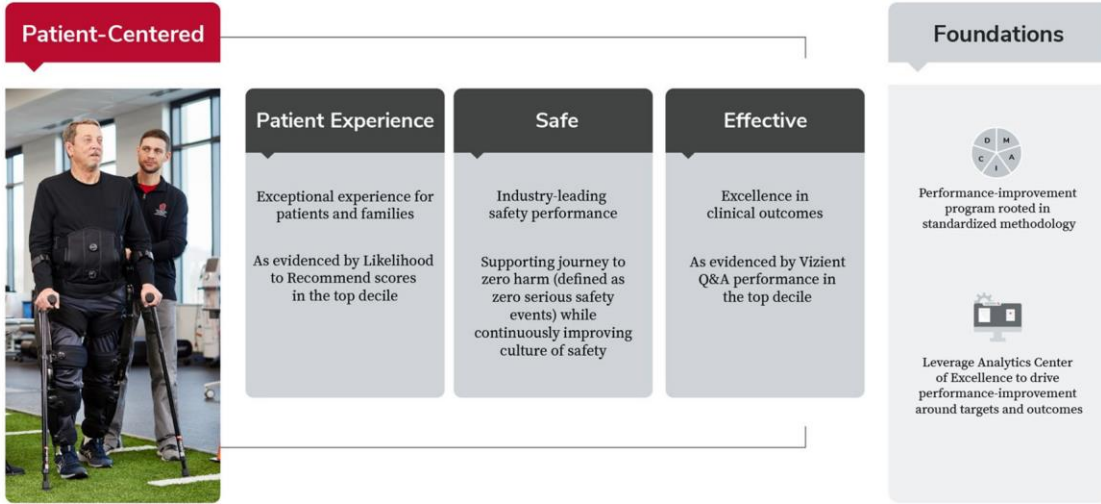 Patient-Centered
Foundations
Patient Experience
Exceptional experience for
patients and families
As evidenced by Likelihood
to Recommend scores
in the top decile
Safe
Industry-leading
safety performance
Supporting journey to
zero harm (defined as
zero serious safety
events) while
continuously improving
culture of safety
Effective
Excellence in
clinical outcomes
As evidenced by Vizient
Q&A performance in
the top decile
D
M
A
I
C
Performance-improvement
program rooted in
standardized methodology
Leverage Analytics Center
of Excellence to drive
performance-improvement
around targets and outcomes